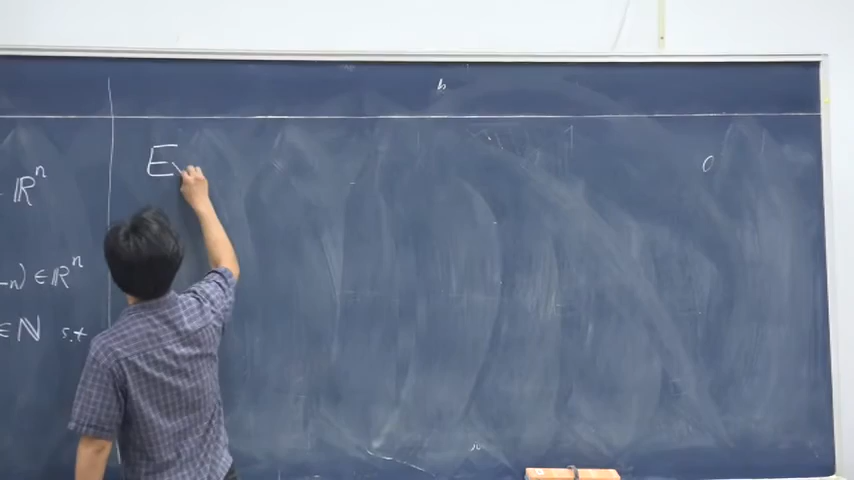 ℝⁿ
-n) ∈ ℝⁿ
∈ ℕ s.t
E